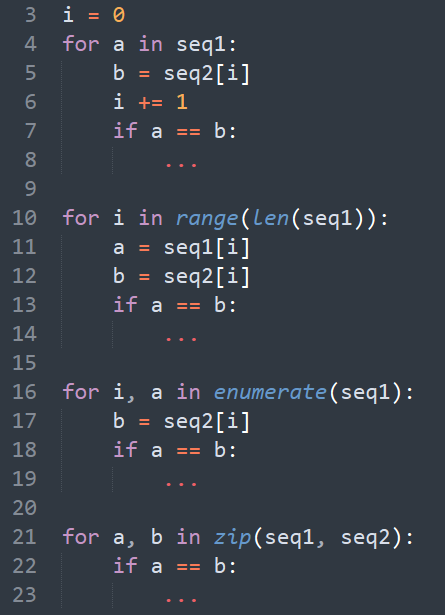 3 i = 0
4 for a in seq1:
5     b = seq2[i]
6     i += 1
7     if a == b:
8         ...
9
10 for i in range(len(seq1)):
11     a = seq1[i]
12     b = seq2[i]
13     if a == b:
14         ...
15
16 for i, a in enumerate(seq1):
17     b = seq2[i]
18     if a == b:
19         ...
20
21 for a, b in zip(seq1, seq2):
22     if a == b:
23         ...